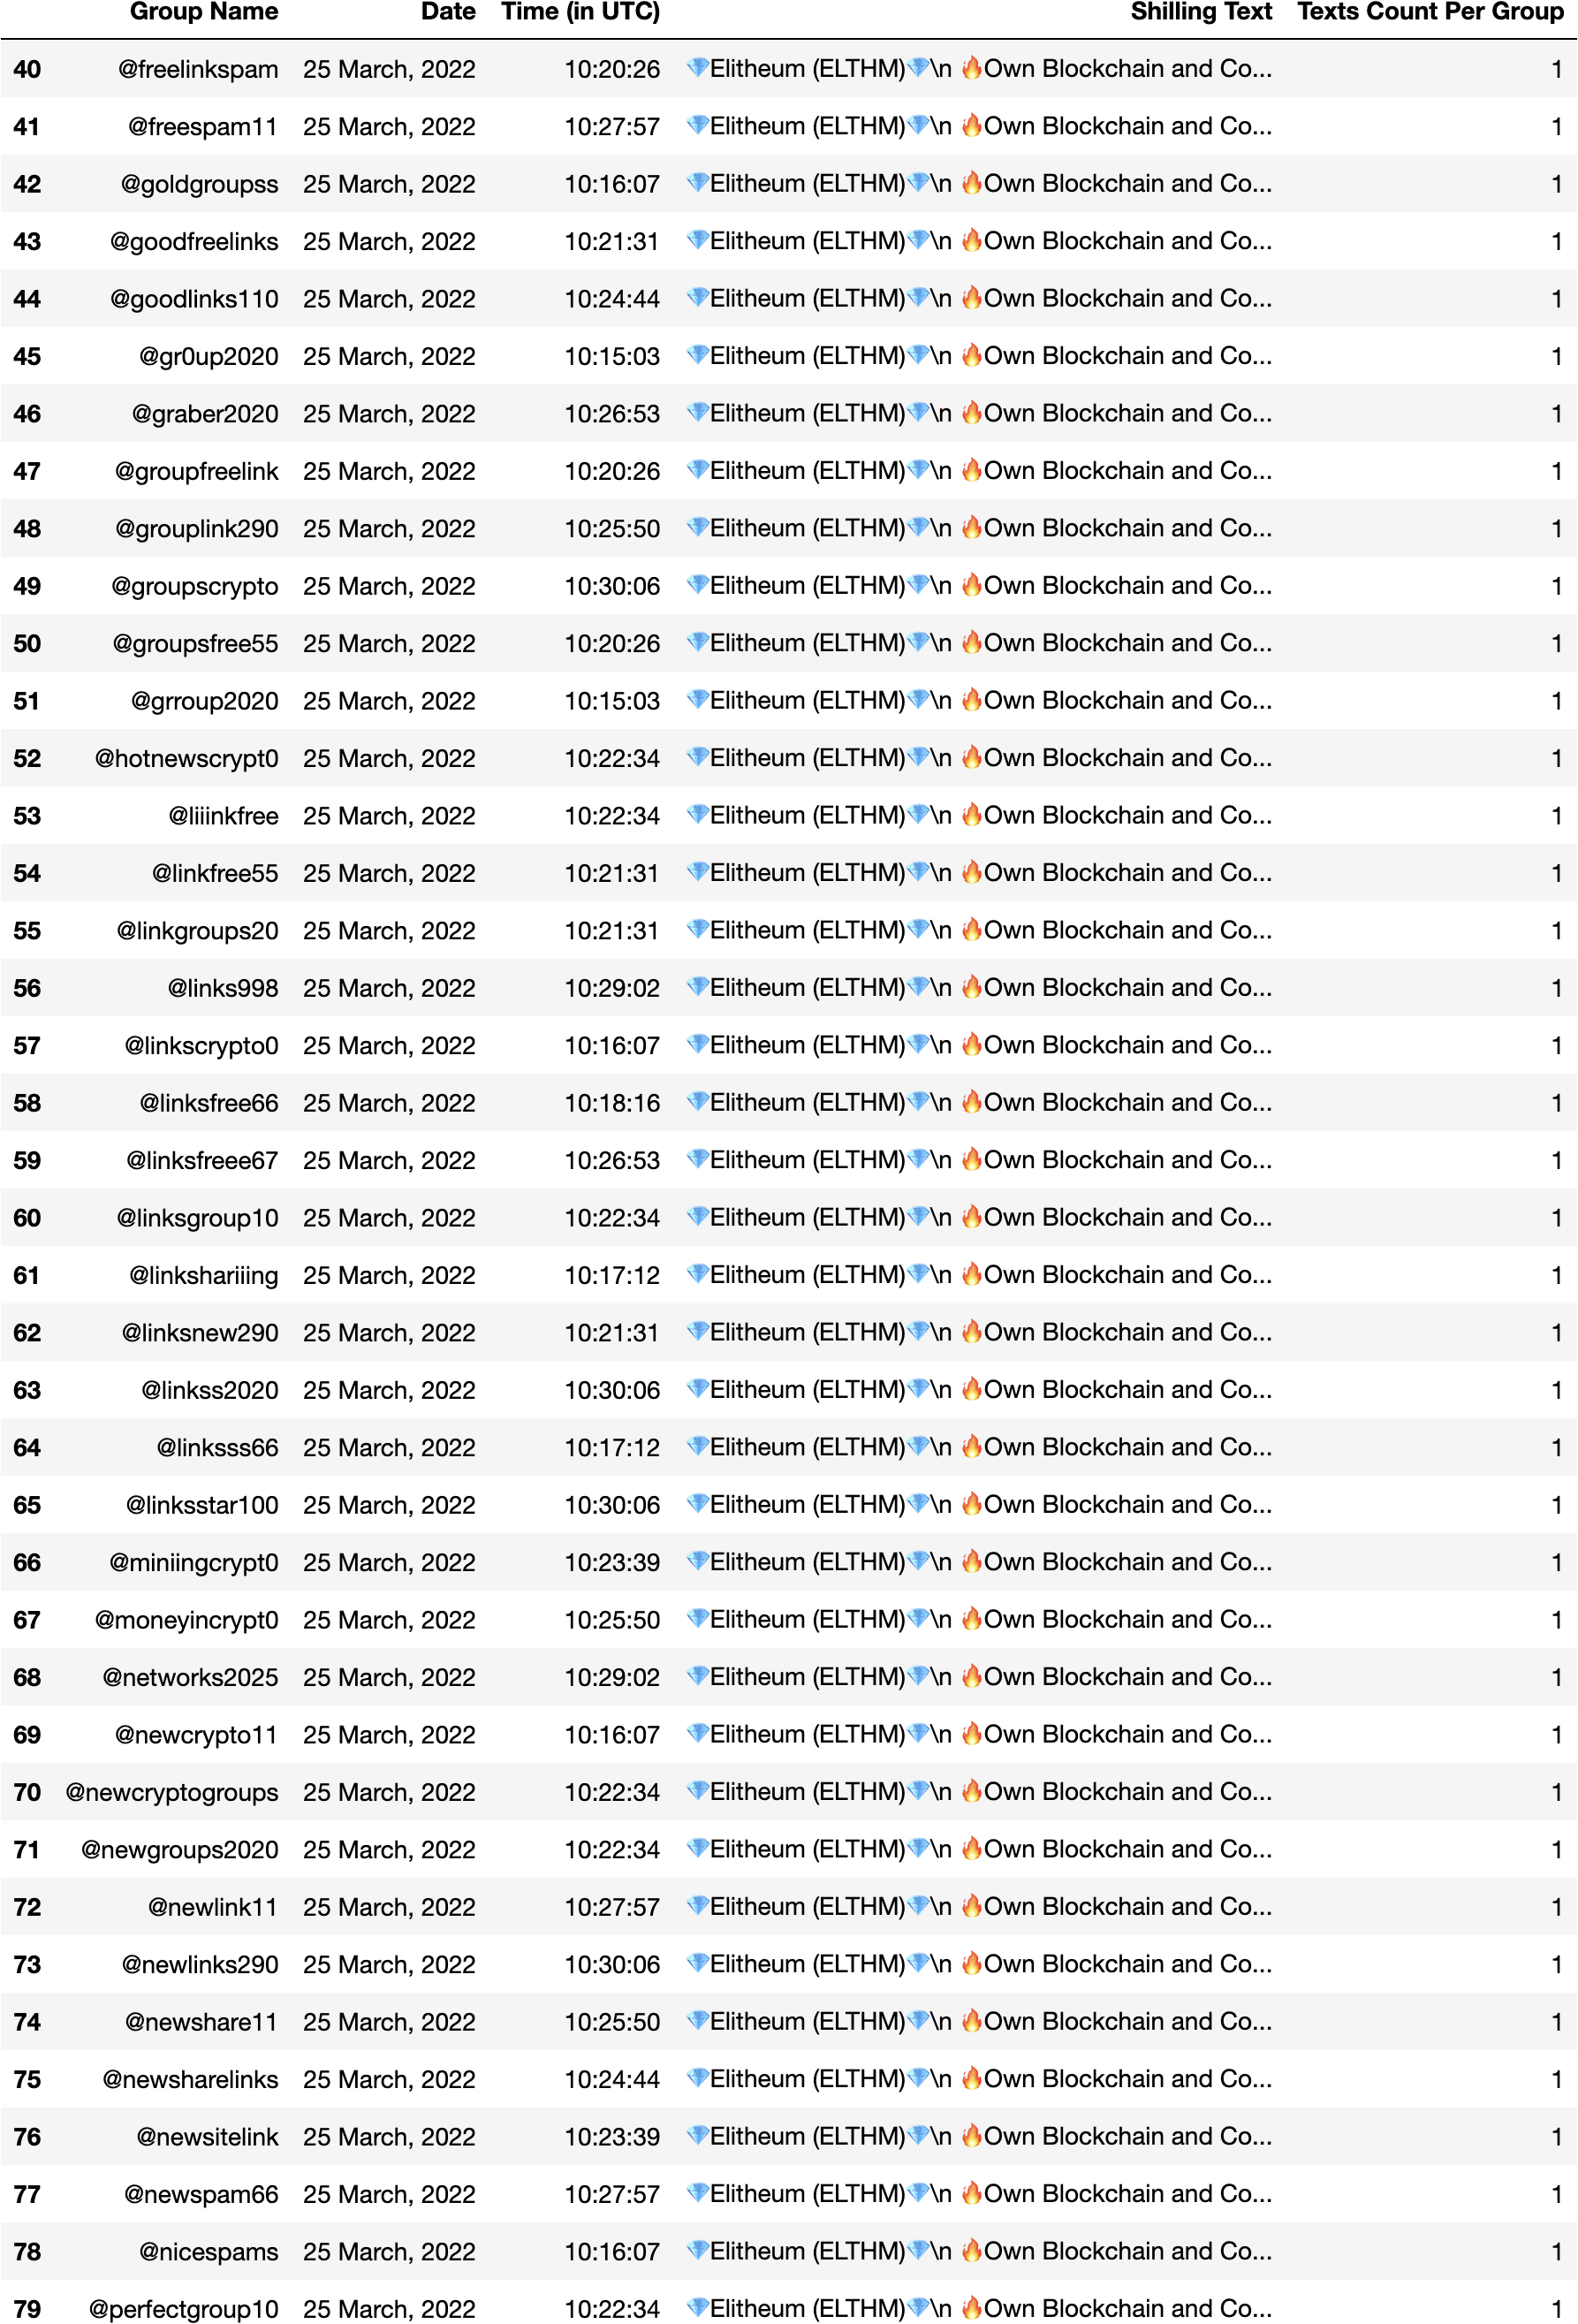 Group Name Date Time (in UTC) Shilling Text Texts Count Per Group
40 @freelinkspam 25 March, 2022 10:20:26 💎Elitheum (ELTHM)💎\n 🔥Own Blockchain and Co... 1
41 @freespam11 25 March, 2022 10:27:57 💎Elitheum (ELTHM)💎\n 🔥Own Blockchain and Co... 1
42 @goldgroupss 25 March, 2022 10:16:07 💎Elitheum (ELTHM)💎\n 🔥Own Blockchain and Co... 1
43 @goodfreelinks 25 March, 2022 10:21:31 💎Elitheum (ELTHM)💎\n 🔥Own Blockchain and Co... 1
44 @goodlinks110 25 March, 2022 10:24:44 💎Elitheum (ELTHM)💎\n 🔥Own Blockchain and Co... 1
45 @gr0up2020 25 March, 2022 10:15:03 💎Elitheum (ELTHM)💎\n 🔥Own Blockchain and Co... 1
46 @graber2020 25 March, 2022 10:26:53 💎Elitheum (ELTHM)💎\n 🔥Own Blockchain and Co... 1
47 @groupfreelink 25 March, 2022 10:20:26 💎Elitheum (ELTHM)💎\n 🔥Own Blockchain and Co... 1
48 @grouplink290 25 March, 2022 10:25:50 💎Elitheum (ELTHM)💎\n 🔥Own Blockchain and Co... 1
49 @groupscrypto 25 March, 2022 10:30:06 💎Elitheum (ELTHM)💎\n 🔥Own Blockchain and Co... 1
50 @groupsfree55 25 March, 2022 10:20:26 💎Elitheum (ELTHM)💎\n 🔥Own Blockchain and Co... 1
51 @grroup2020 25 March, 2022 10:15:03 💎Elitheum (ELTHM)💎\n 🔥Own Blockchain and Co... 1
52 @hotnewscrypt0 25 March, 2022 10:22:34 💎Elitheum (ELTHM)💎\n 🔥Own Blockchain and Co... 1
53 @liiinkfree 25 March, 2022 10:22:34 💎Elitheum (ELTHM)💎\n 🔥Own Blockchain and Co... 1
54 @linkfree55 25 March, 2022 10:21:31 💎Elitheum (ELTHM)💎\n 🔥Own Blockchain and Co... 1
55 @linkgroups20 25 March, 2022 10:21:31 💎Elitheum (ELTHM)💎\n 🔥Own Blockchain and Co... 1
56 @links998 25 March, 2022 10:29:02 💎Elitheum (ELTHM)💎\n 🔥Own Blockchain and Co... 1
57 @linkscrypto0 25 March, 2022 10:16:07 💎Elitheum (ELTHM)💎\n 🔥Own Blockchain and Co... 1
58 @linksfree66 25 March, 2022 10:18:16 💎Elitheum (ELTHM)💎\n 🔥Own Blockchain and Co... 1
59 @linksfreee67 25 March, 2022 10:26:53 💎Elitheum (ELTHM)💎\n 🔥Own Blockchain and Co... 1
60 @linksgroup10 25 March, 2022 10:22:34 💎Elitheum (ELTHM)💎\n 🔥Own Blockchain and Co... 1
61 @linkshariiing 25 March, 2022 10:17:12 💎Elitheum (ELTHM)💎\n 🔥Own Blockchain and Co... 1
62 @linksnew290 25 March, 2022 10:21:31 💎Elitheum (ELTHM)💎\n 🔥Own Blockchain and Co... 1
63 @linkss2020 25 March, 2022 10:30:06 💎Elitheum (ELTHM)💎\n 🔥Own Blockchain and Co... 1
64 @linksss66 25 March, 2022 10:17:12 💎Elitheum (ELTHM)💎\n 🔥Own Blockchain and Co... 1
65 @linksstar100 25 March, 2022 10:30:06 💎Elitheum (ELTHM)💎\n 🔥Own Blockchain and Co... 1
66 @miniingcrypt0 25 March, 2022 10:23:39 💎Elitheum (ELTHM)💎\n 🔥Own Blockchain and Co... 1
67 @moneyincrypt0 25 March, 2022 10:25:50 💎Elitheum (ELTHM)💎\n 🔥Own Blockchain and Co... 1
68 @networks2025 25 March, 2022 10:29:02 💎Elitheum (ELTHM)💎\n 🔥Own Blockchain and Co... 1
69 @newcrypto11 25 March, 2022 10:16:07 💎Elitheum (ELTHM)💎\n 🔥Own Blockchain and Co... 1
70 @newcryptogroups 25 March, 2022 10:22:34 💎Elitheum (ELTHM)💎\n 🔥Own Blockchain and Co... 1
71 @newgroups2020 25 March, 2022 10:22:34 💎Elitheum (ELTHM)💎\n 🔥Own Blockchain and Co... 1
72 @newlink11 25 March, 2022 10:27:57 💎Elitheum (ELTHM)💎\n 🔥Own Blockchain and Co... 1
73 @newlinks290 25 March, 2022 10:30:06 💎Elitheum (ELTHM)💎\n 🔥Own Blockchain and Co... 1
74 @newshare11 25 March, 2022 10:25:50 💎Elitheum (ELTHM)💎\n 🔥Own Blockchain and Co... 1
75 @newsharelinks 25 March, 2022 10:24:44 💎Elitheum (ELTHM)💎\n 🔥Own Blockchain and Co... 1
76 @newsitelink 25 March, 2022 10:23:39 💎Elitheum (ELTHM)💎\n 🔥Own Blockchain and Co... 1
77 @newspam66 25 March, 2022 10:27:57 💎Elitheum (ELTHM)💎\n 🔥Own Blockchain and Co... 1
78 @nicespams 25 March, 2022 10:16:07 💎Elitheum (ELTHM)💎\n 🔥Own Blockchain and Co... 1
79 @perfectgroup10 25 March, 2022 10:22:34 💎Elitheum (ELTHM)💎\n 🔥Own Blockchain and Co... 1